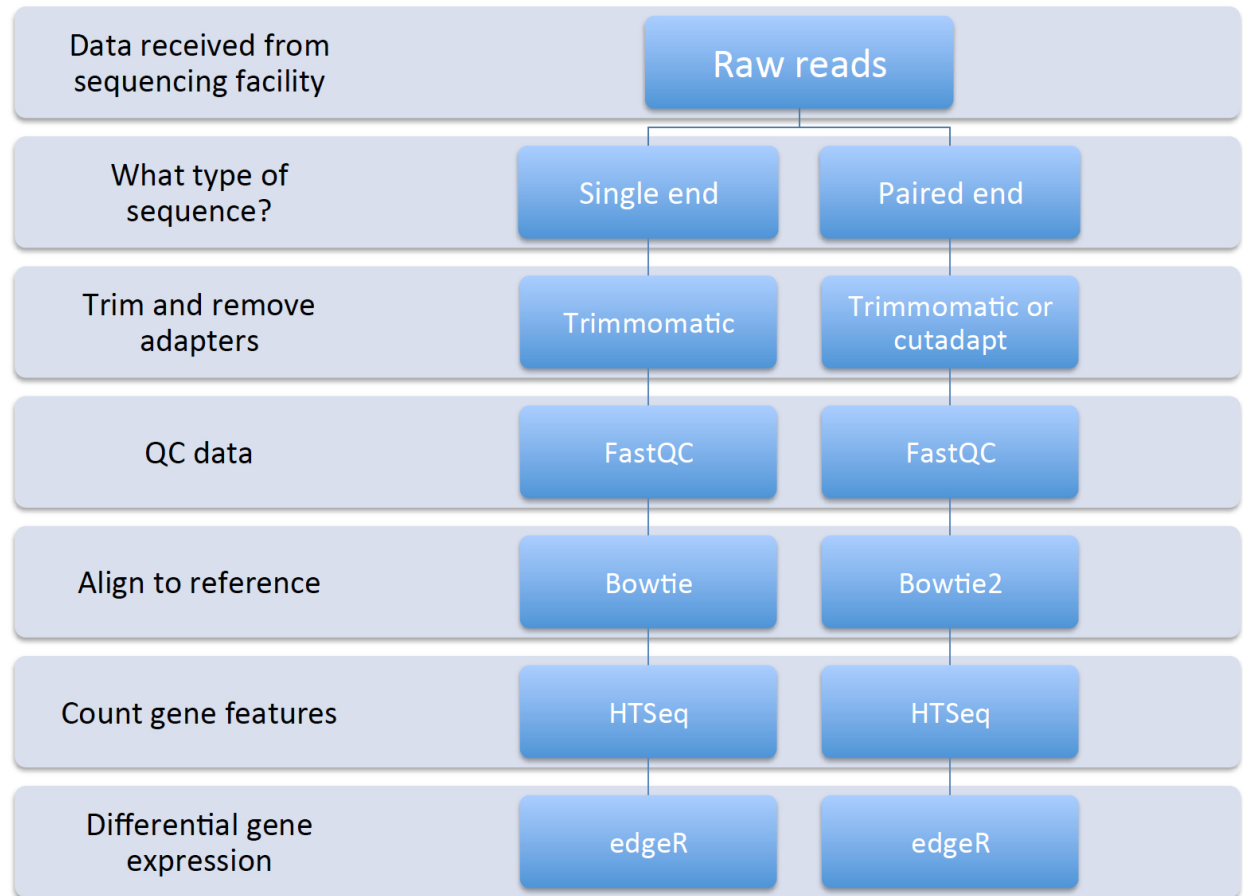 Data received from
sequencing facility
Raw reads
What type of
sequence?
Single end
Paired end
Trim and remove
adapters
Trimmomatic
Trimmomatic or
cutadapt
QC data
FastQC
FastQC
Align to reference
Bowtie
Bowtie2
Count gene features
HTSeq
HTSeq
Differential gene
expression
edgeR
edgeR